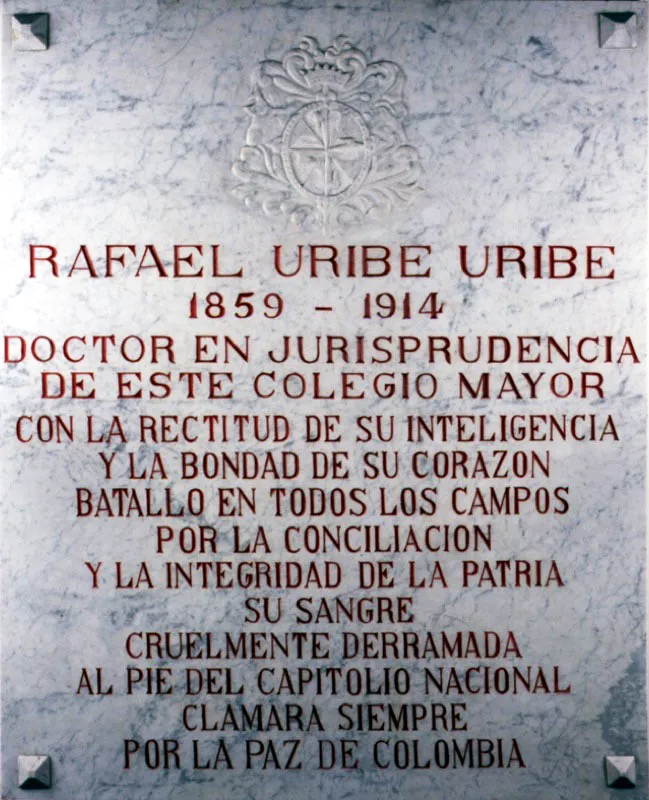 RAFAEL URIBE URIBE
1859 - 1914
DOCTOR EN JURISPRUDENCIA
DE ESTE COLEGIO MAYOR
CON LA RECTITUD DE SU INTELIGENCIA
Y LA BONDAD DE SU CORAZON
BATALLO EN TODOS LOS CAMPOS
POR LA CONCILIACION
Y LA INTEGRIDAD DE LA PATRIA
SU SANGRE
CRUELMENTE DERRAMADA
AL PIE DEL CAPITOLIO NACIONAL
CLAMARA SIEMPRE
POR LA PAZ DE COLOMBIA